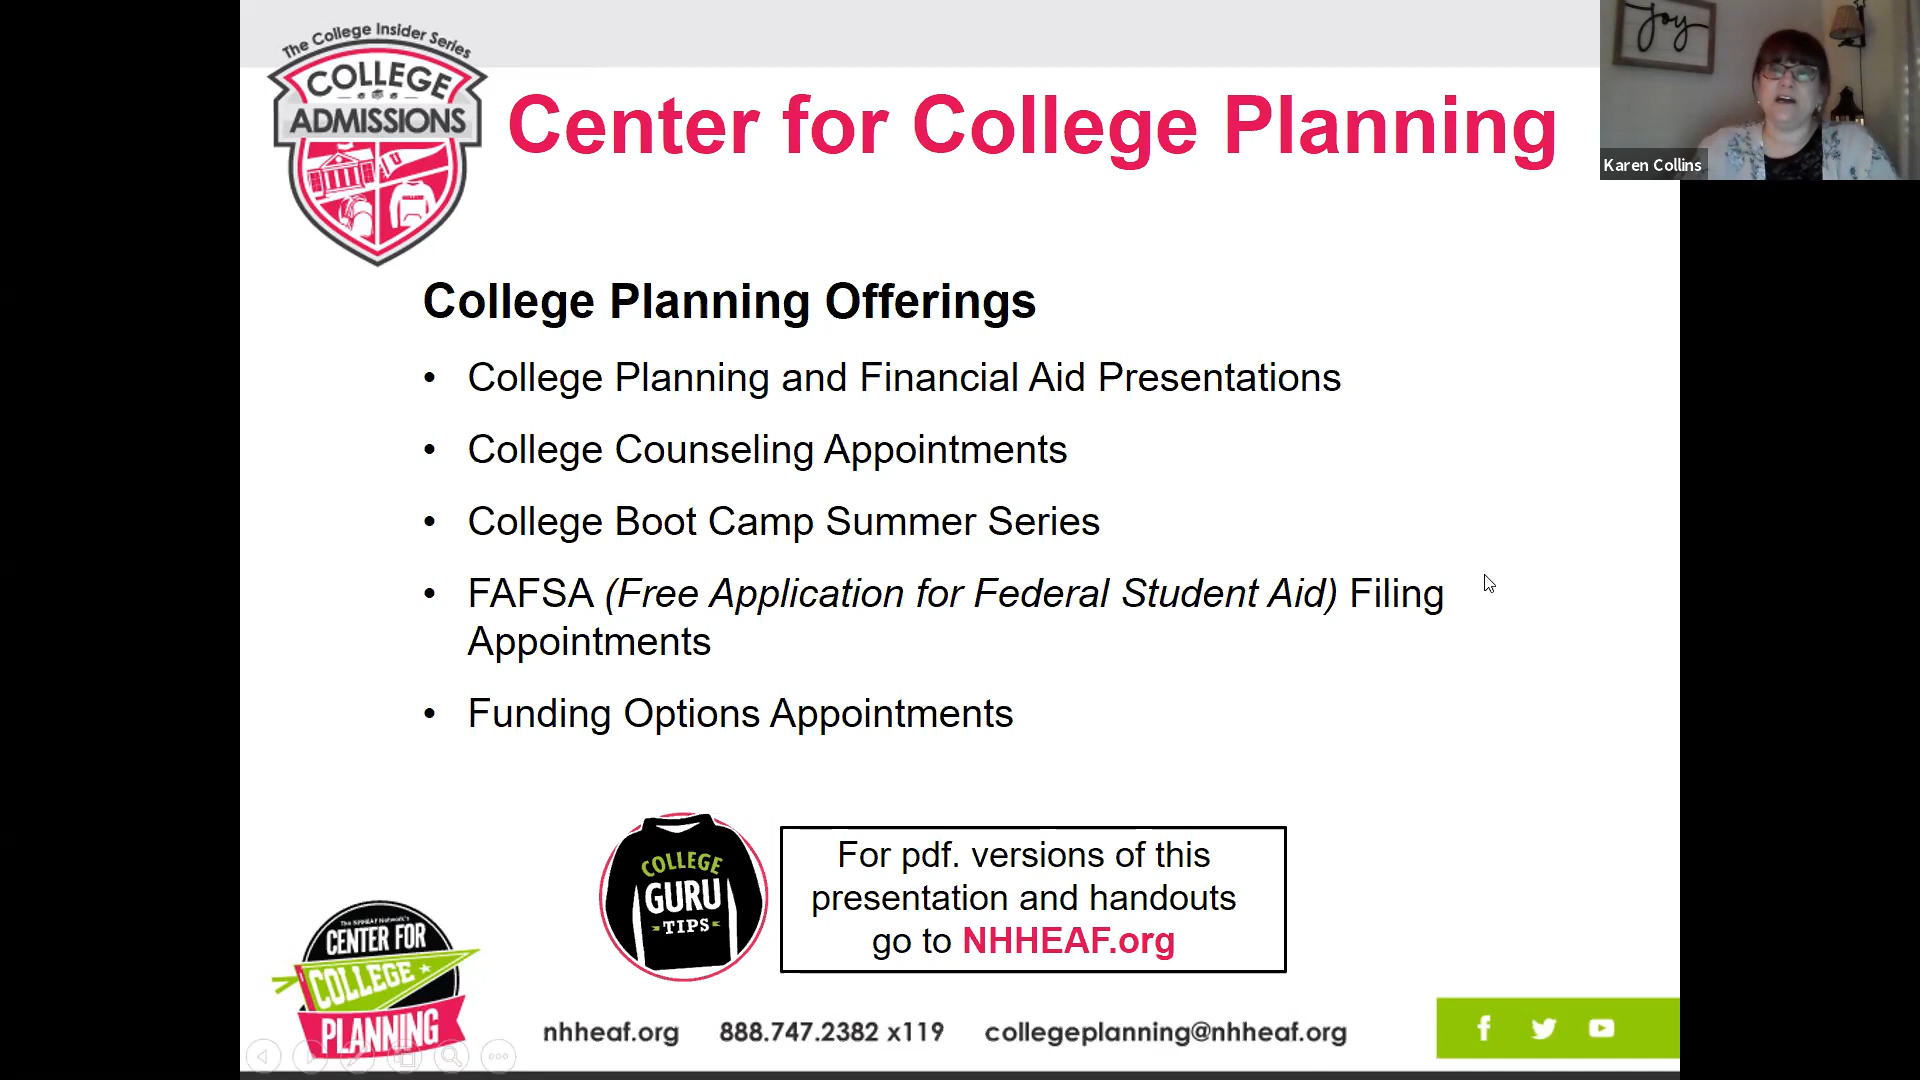 The College Insider Series
COLLEGE
ADMISSIONS
Center for College Planning
Joy
Karen Collins
College Planning Offerings
• College Planning and Financial Aid Presentations
• College Counseling Appointments
• College Boot Camp Summer Series
• FAFSA (Free Application for Federal Student Aid) Filing
Appointments
• Funding Options Appointments
COLLEGE
GURU
TIPS
For pdf. versions of this
presentation and handouts
go to NHHEAF.org
The NHHEAF Network's
CENTER FOR
COLLEGE
PLANNING
nhheaf.org 888.747.2382 x119 collegeplanning@nhheaf.org